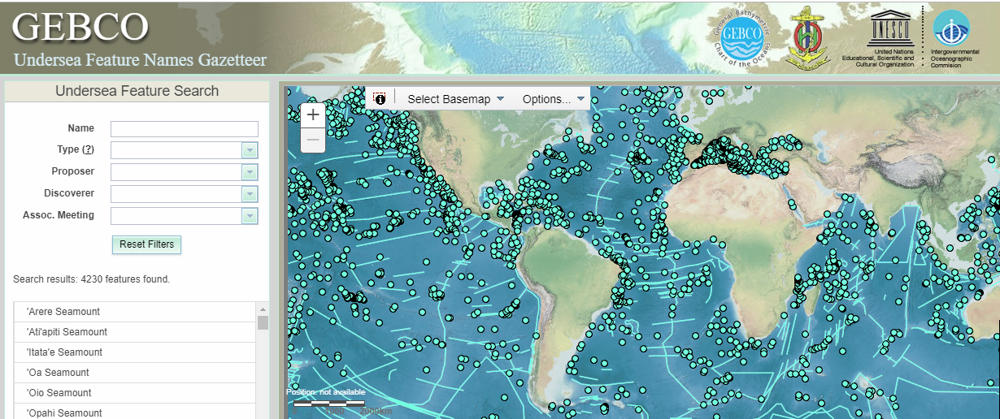 GEBCO
Undersea Feature Names Gazetteer
General Bathymetric
GEBCO
Chart of the Oceans
UNESCO
United Nations
Educational, Scientific and
Cultural Organization
Intergovernmental
Oceanographic
Commision
Undersea Feature Search
Name
Type (?)
Proposer
Discoverer
Assoc. Meeting
Reset Filters
Search results: 4230 features found.
'Arere Seamount
'Ati'apiti Seamount
'Itata'e Seamount
'Oa Seamount
'Oio Seamount
'Opahi Seamount
Select Basemap
Options...
+
−
Position: not available
0 1000 2000km